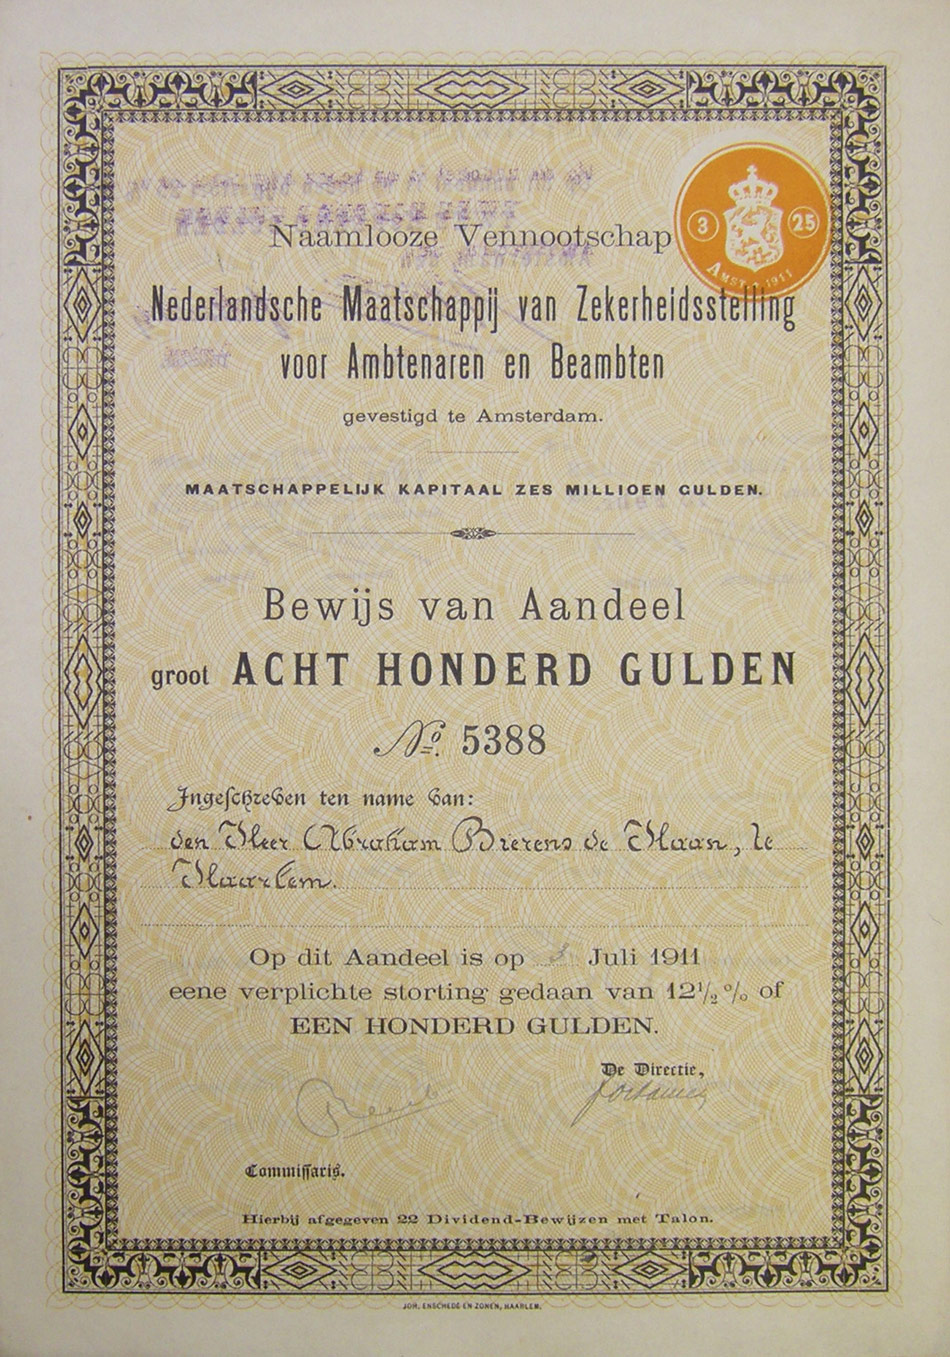 3 25
AMST. 1911
Naamlooze Vennootschap
Nederlandsche Maatschappij van Zekerheidsstelling
voor Ambtenaren en Beambten
gevestigd te Amsterdam.
MAATSCHAPPELIJK KAPITAAL ZES MILLIOEN GULDEN.
Bewijs van Aandeel
groot ACHT HONDERD GULDEN
No. 5388
Ingeschreven ten name van:
den Heer Abraham Bierens de Haan, te
Haarlem.
Op dit Aandeel is op 3 Juli 1911
eene verplichte storting gedaan van 12½% of
EEN HONDERD GULDEN.
De Directie,
Commissaris.
Hierbij afgegeven 22 Dividend-Bewijzen met Talon.
JOH. ENSCHEDÉ EN ZONEN, HAARLEM.